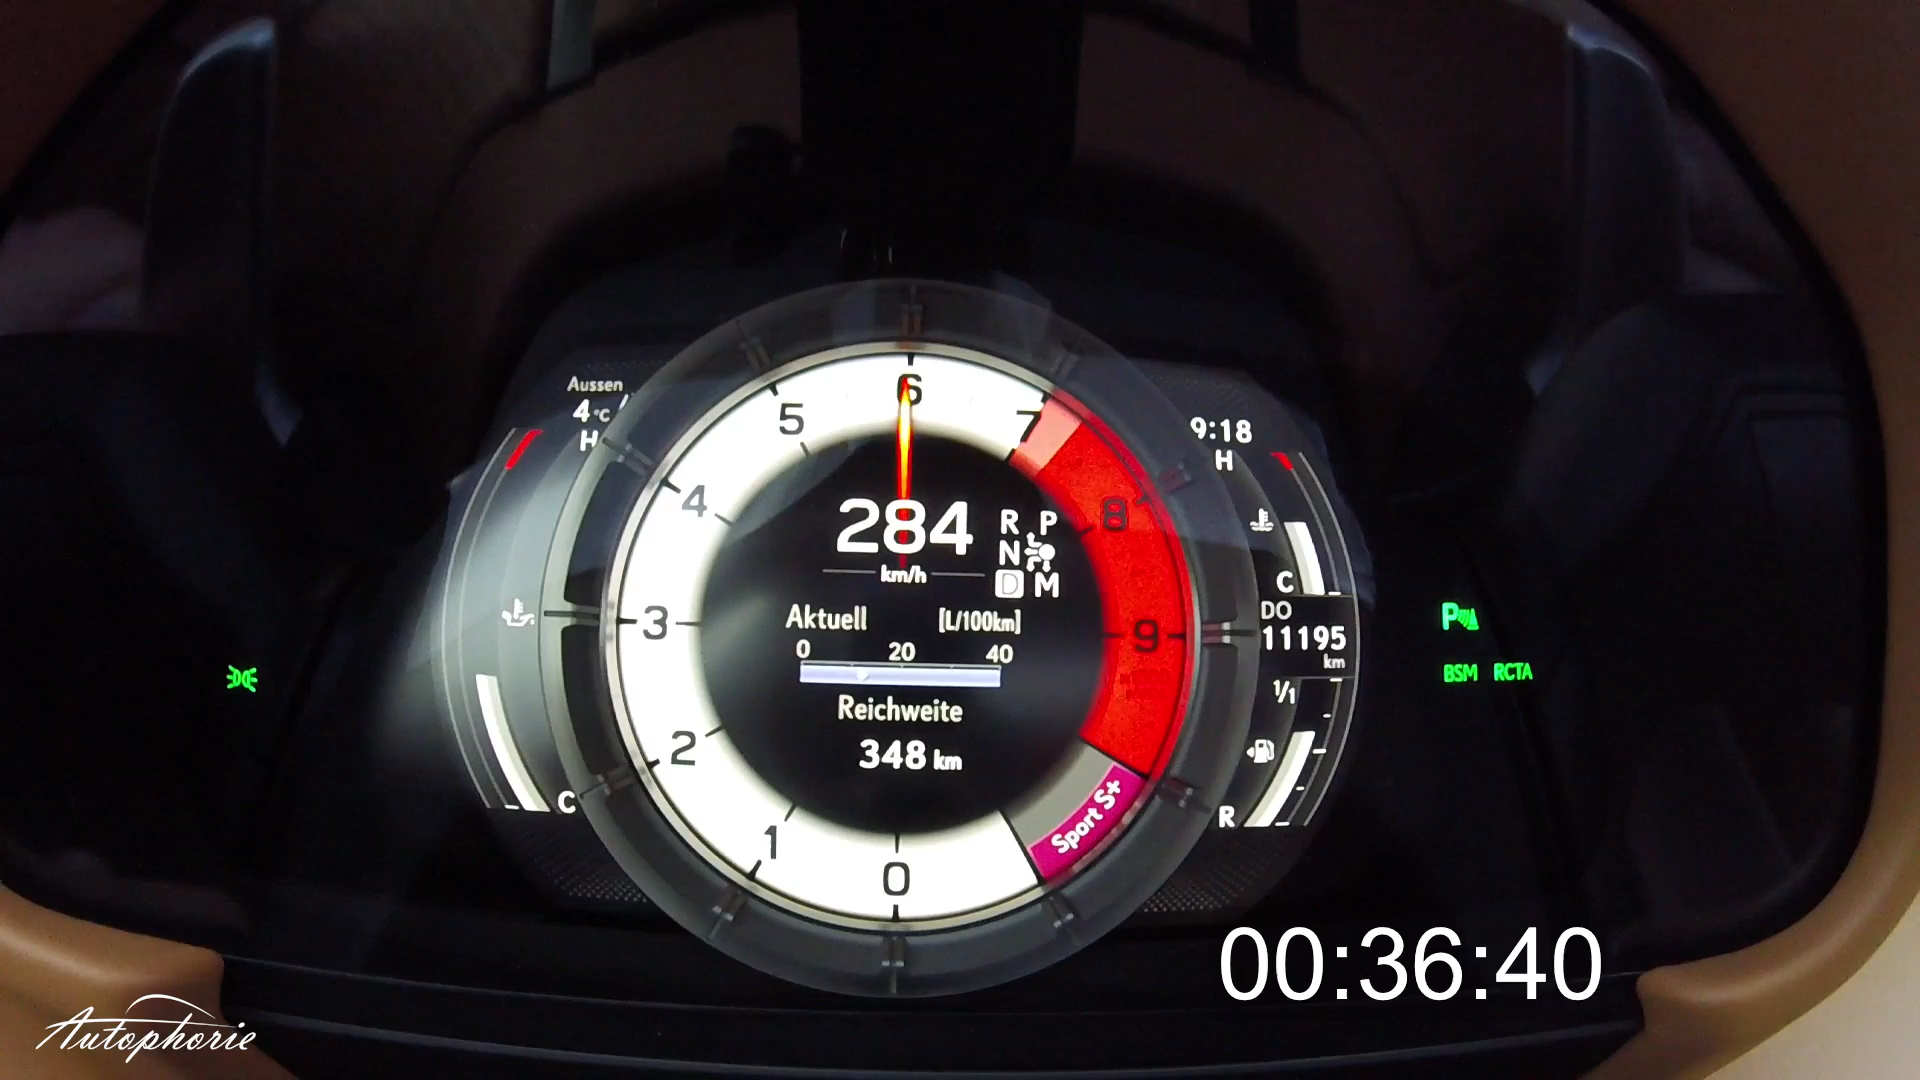 Aussen
4°C
H
9:18
H
6
5
7
4
8
3
9
2
1
0
284
km/h
R P
N
D M
Aktuell [L/100km]
0 20 40
Reichweite
348 km
Sport S+
C
C
DO
11195
km
1/1
R
P
BSM RCTA
00:36:40
Autophorie